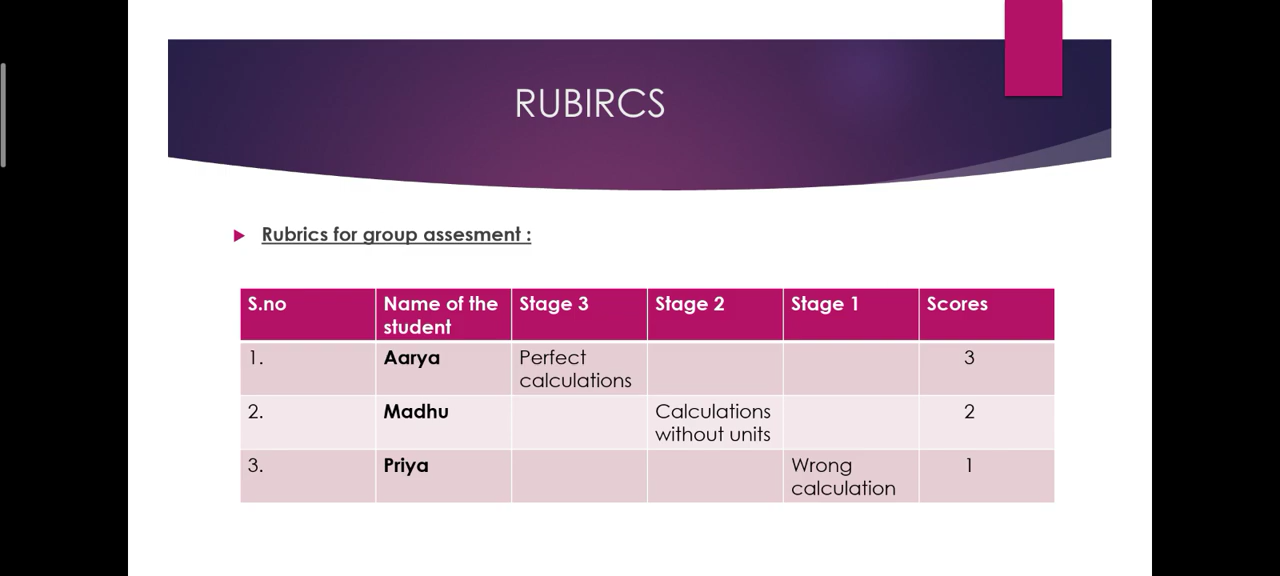 RUBIRCS
Rubrics for group assesment :
S.no Name of the student Stage 3 Stage 2 Stage 1 Scores
1. Aarya Perfect calculations 3
2. Madhu Calculations without units 2
3. Priya Wrong calculation 1